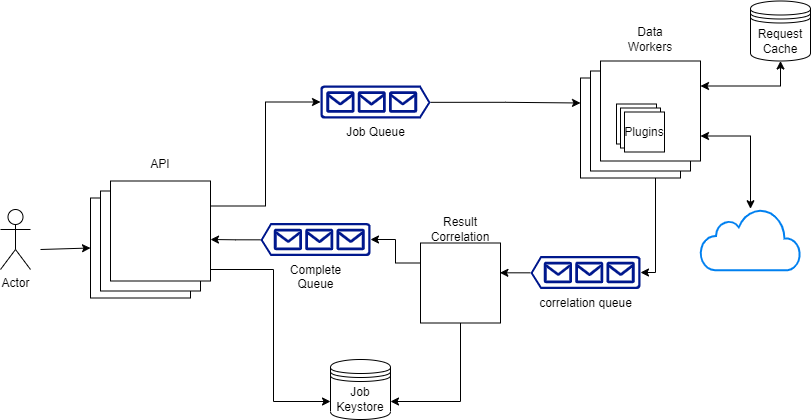 Data
Workers
Request
Cache
Job Queue
Plugins
API
Result
Correlation
Complete
Queue
Actor
correlation queue
Job
Keystore